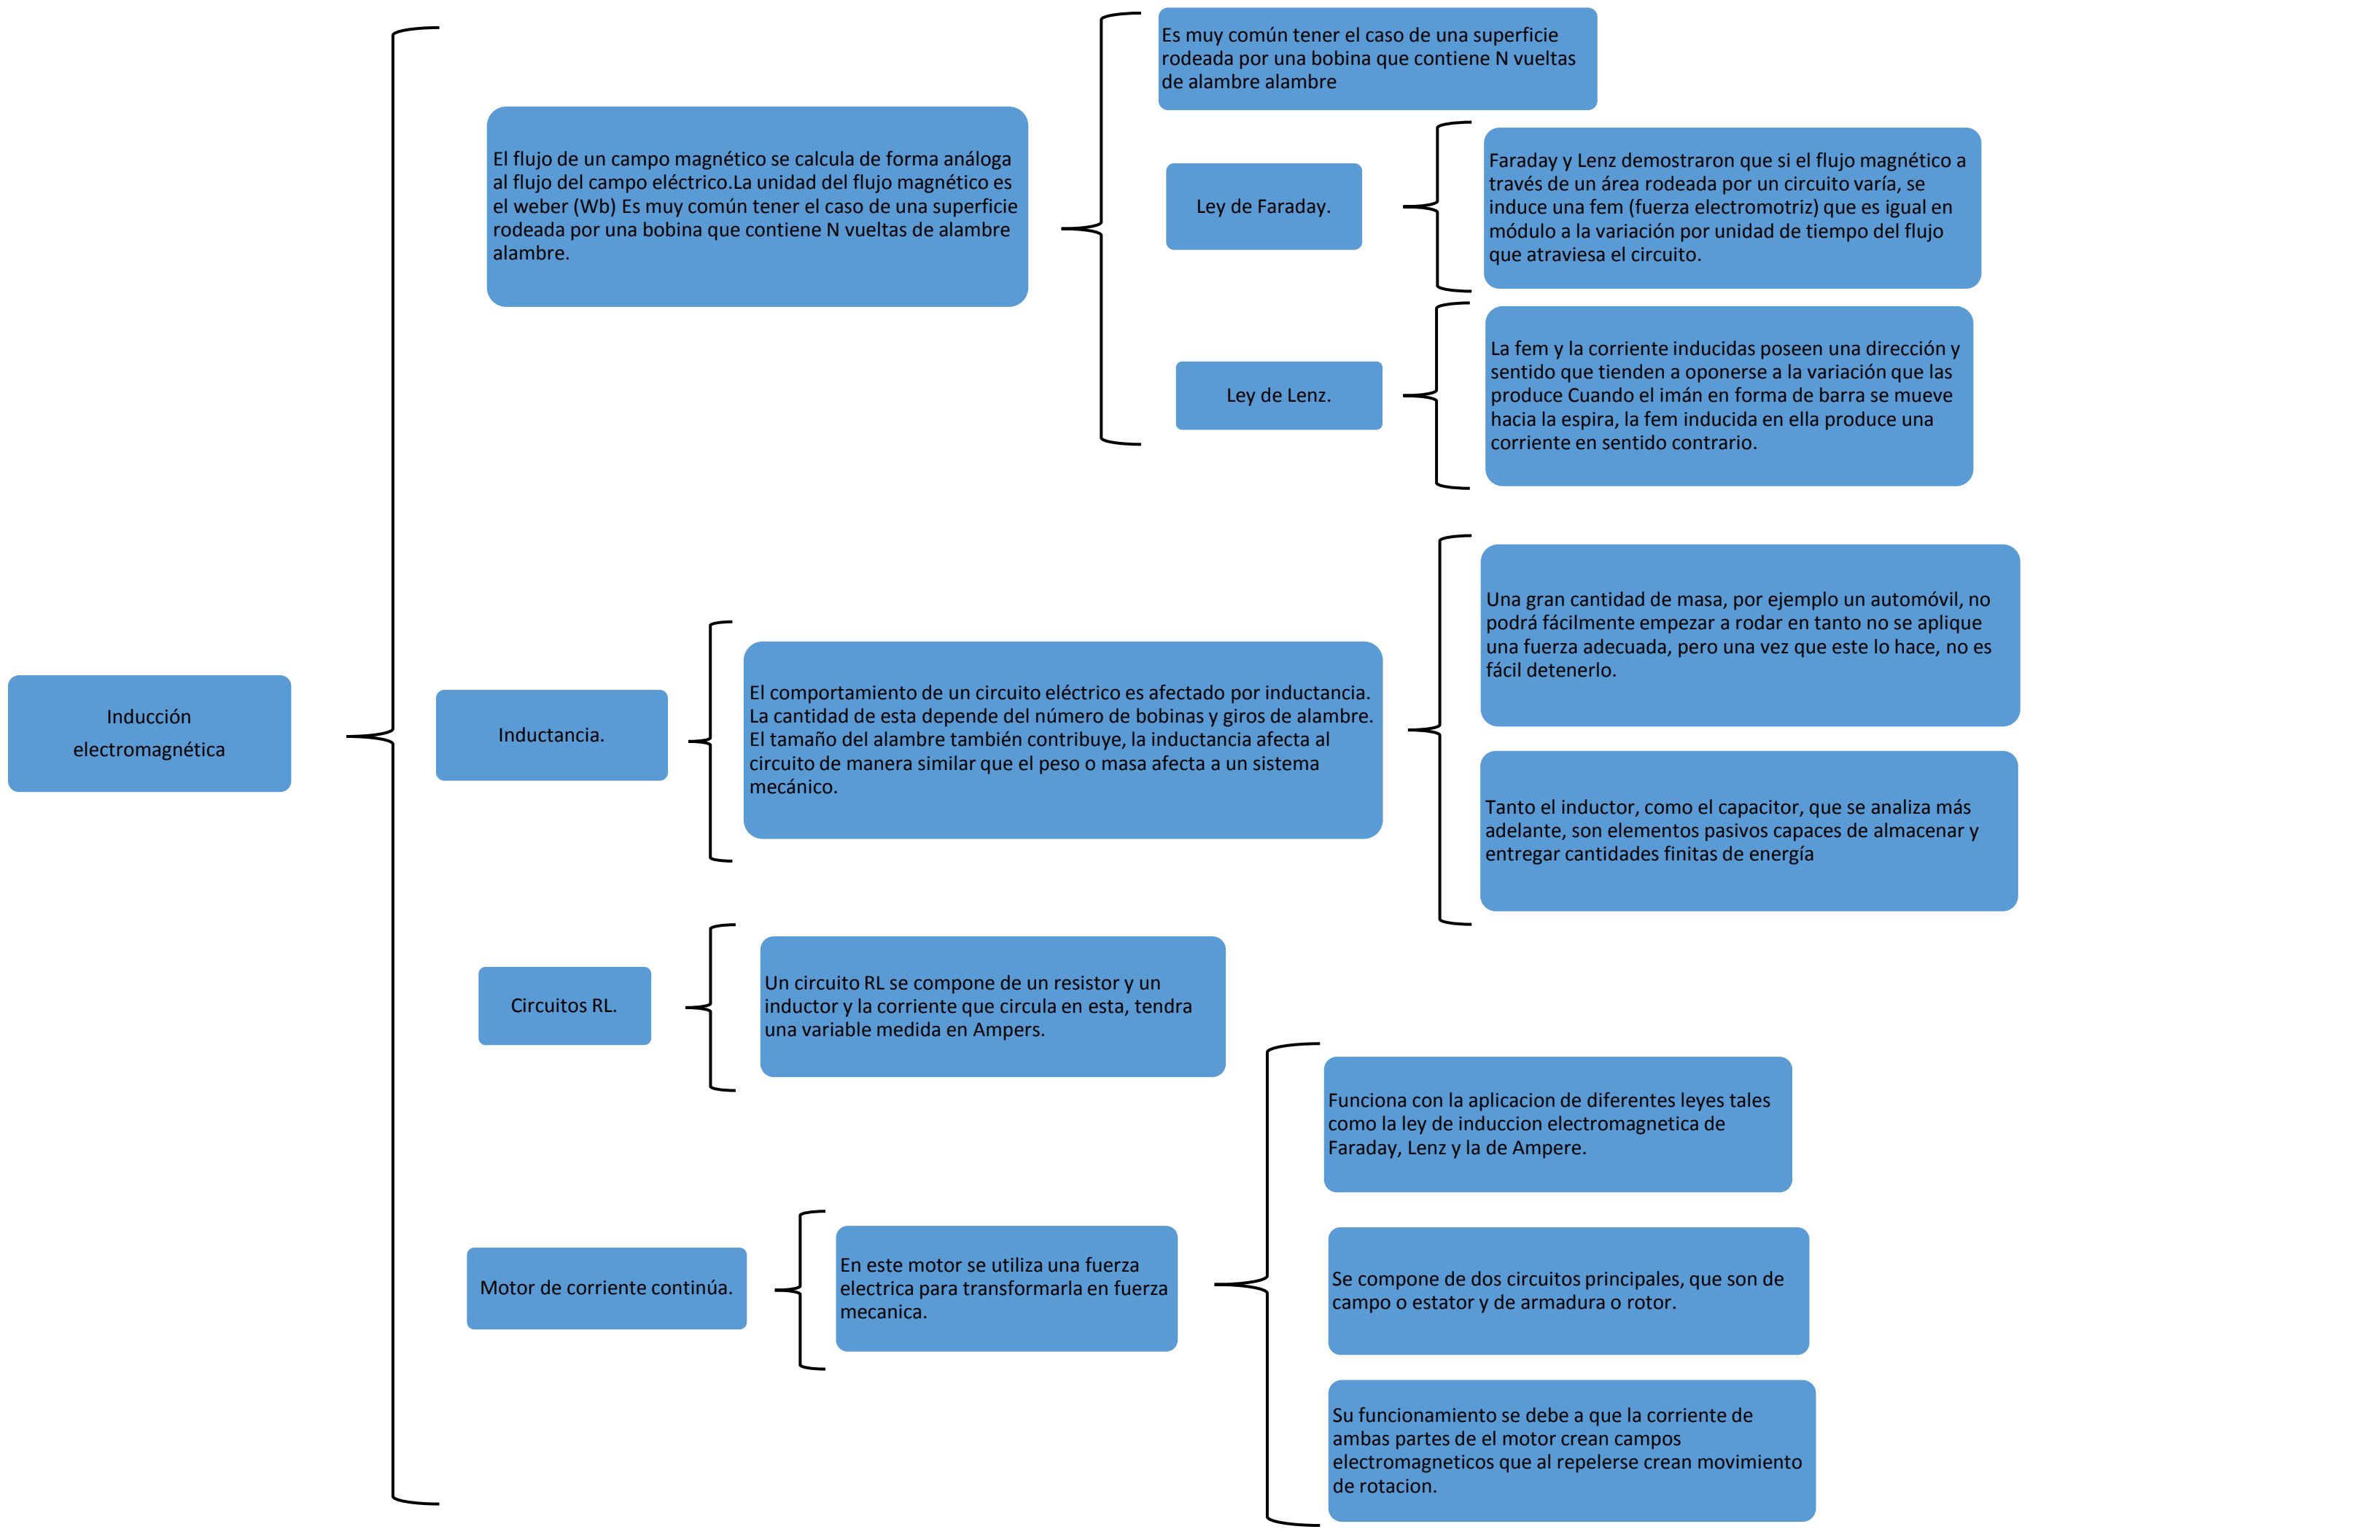 Inducción
electromagnética
El flujo de un campo magnético se calcula de forma análoga
al flujo del campo eléctrico.La unidad del flujo magnético es
el weber (Wb) Es muy común tener el caso de una superficie
rodeada por una bobina que contiene N vueltas de alambre
alambre.
Es muy común tener el caso de una superficie
rodeada por una bobina que contiene N vueltas
de alambre alambre
Ley de Faraday.
Faraday y Lenz demostraron que si el flujo magnético a
través de un área rodeada por un circuito varía, se
induce una fem (fuerza electromotriz) que es igual en
módulo a la variación por unidad de tiempo del flujo
que atraviesa el circuito.
Ley de Lenz.
La fem y la corriente inducidas poseen una dirección y
sentido que tienden a oponerse a la variación que las
produce Cuando el imán en forma de barra se mueve
hacia la espira, la fem inducida en ella produce una
corriente en sentido contrario.
Inductancia.
El comportamiento de un circuito eléctrico es afectado por inductancia.
La cantidad de esta depende del número de bobinas y giros de alambre.
El tamaño del alambre también contribuye, la inductancia afecta al
circuito de manera similar que el peso o masa afecta a un sistema
mecánico.
Una gran cantidad de masa, por ejemplo un automóvil, no
podrá fácilmente empezar a rodar en tanto no se aplique
una fuerza adecuada, pero una vez que este lo hace, no es
fácil detenerlo.
Tanto el inductor, como el capacitor, que se analiza más
adelante, son elementos pasivos capaces de almacenar y
entregar cantidades finitas de energía
Circuitos RL.
Un circuito RL se compone de un resistor y un
inductor y la corriente que circula en esta, tendra
una variable medida en Ampers.
Motor de corriente continúa.
En este motor se utiliza una fuerza
electrica para transformarla en fuerza
mecanica.
Funciona con la aplicacion de diferentes leyes tales
como la ley de induccion electromagnetica de
Faraday, Lenz y la de Ampere.
Se compone de dos circuitos principales, que son de
campo o estator y de armadura o rotor.
Su funcionamiento se debe a que la corriente de
ambas partes de el motor crean campos
electromagneticos que al repelerse crean movimiento
de rotacion.